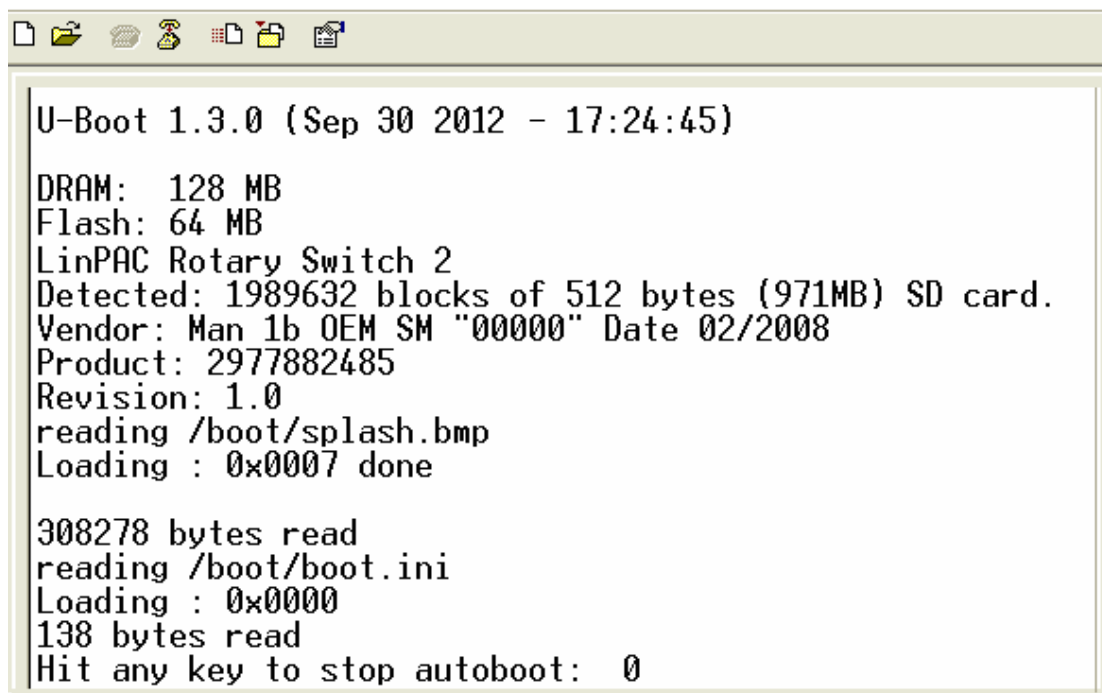 U-Boot 1.3.0 (Sep 30 2012 - 17:24:45)
DRAM:  128 MB
Flash: 64 MB
LinPAC Rotary Switch 2
Detected: 1989632 blocks of 512 bytes (971MB) SD card.
Vendor: Man 1b OEM SM "00000" Date 02/2008
Product: 2977882485
Revision: 1.0
reading /boot/splash.bmp
Loading : 0x0007 done
308278 bytes read
reading /boot/boot.ini
Loading : 0x0000
138 bytes read
Hit any key to stop autoboot:  0